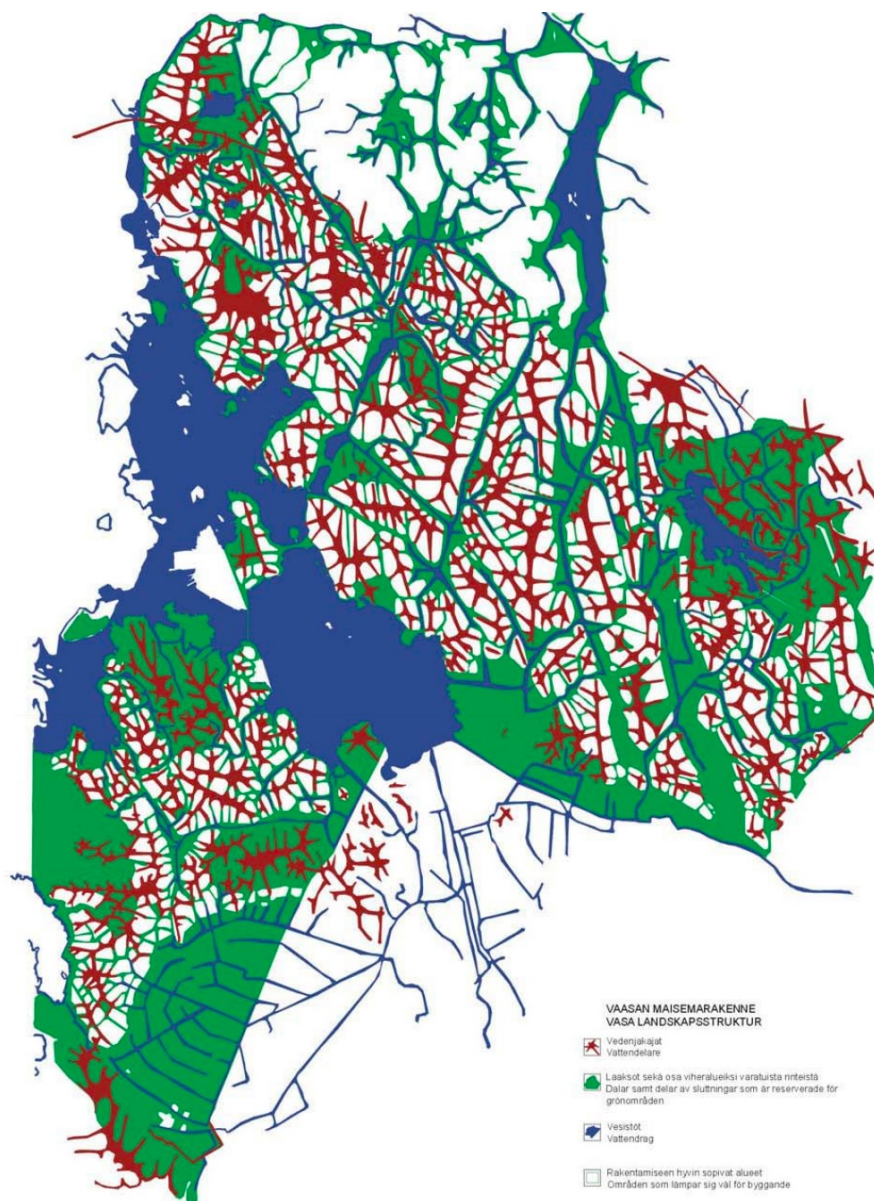 VAASAN MAISEMARAKENNE
VASA LANDSKAPSSTRUKTUR
Vedenjakajat
Vattendelare
Laaksot sekä osa viheralueiksi varatuista rinteistä
Dalar samt delar av sluttningar som är reserverade för
grönområden
Vesistöt
Vattendrag
Rakentamiseen hyvin sopivat alueet
Områden som lämpar sig väl för byggande